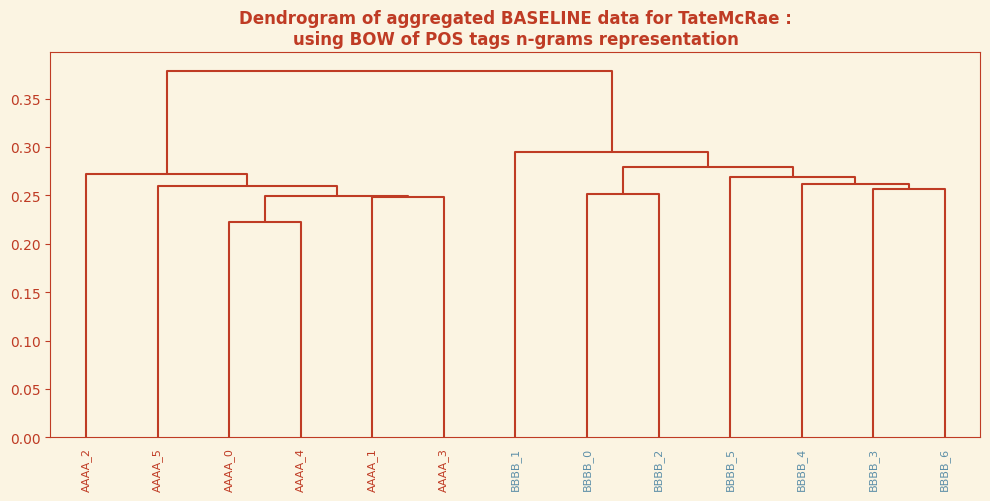 Dendrogram of aggregated BASELINE data for TateMcRae :
using BOW of POS tags n-grams representation
0.35
0.30
0.25
0.20
0.15
0.10
0.05
0.00
AAAA_2
AAAA_5
AAAA_0
AAAA_4
AAAA_1
AAAA_3
BBBB_1
BBBB_0
BBBB_2
BBBB_5
BBBB_4
BBBB_3
BBBB_6